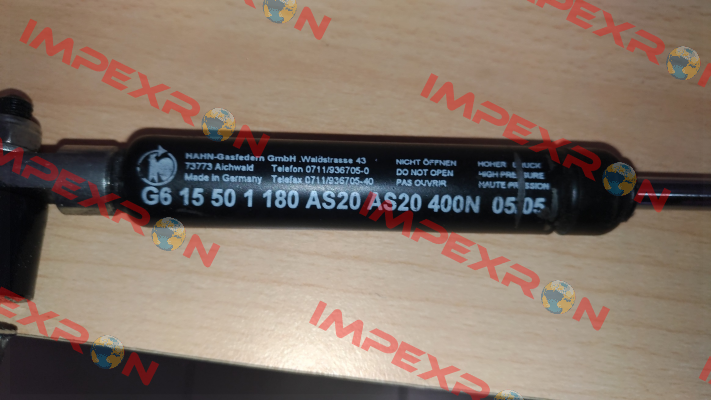 HAHN-Gasfedern GmbH ,Waldstrasse 43
73773 Aichwald Telefon 0711/936705-0
Made in Germany Telefax 0711/936705-40
NICHT ÖFFNEN
DO NOT OPEN
PAS OUVRIR
HOHER DRUCK
HIGH PRESSURE
HAUTE PRESSION
G6 15 50 1 180 AS20 AS20 400N 05/05
IMPEXRON
IMPEXRON
IMPEXRON
IMPEXRON
IMPEXRON
IMPEXRON
IMPEXRON
IMPEXRON